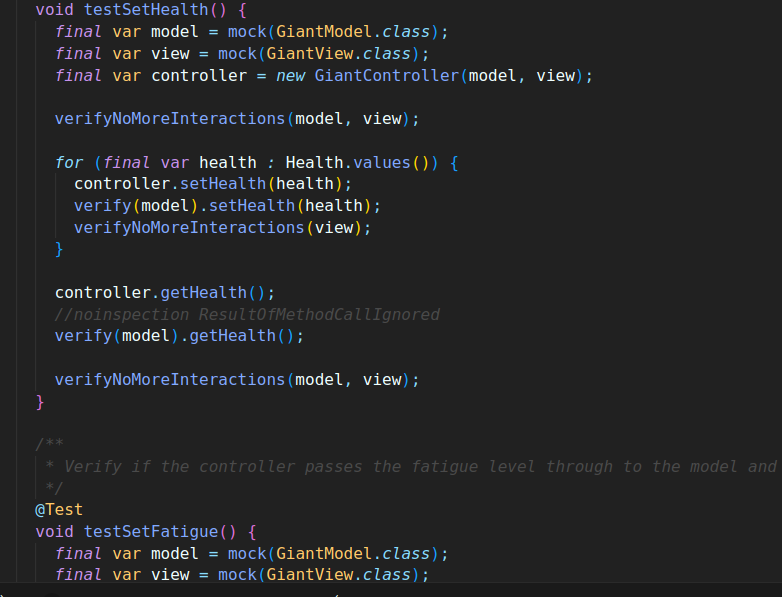 void testSetHealth() {
final var model = mock(GiantModel.class);
final var view = mock(GiantView.class);
final var controller = new GiantController(model, view);
verifyNoMoreInteractions(model, view);
for (final var health : Health.values()) {
controller.setHealth(health);
verify(model).setHealth(health);
verifyNoMoreInteractions(view);
}
controller.getHealth();
//noinspection ResultOfMethodCallIgnored
verify(model).getHealth();
verifyNoMoreInteractions(model, view);
}
/**
* Verify if the controller passes the fatigue level through to the model and
*/
@Test
void testSetFatigue() {
final var model = mock(GiantModel.class);
final var view = mock(GiantView.class);